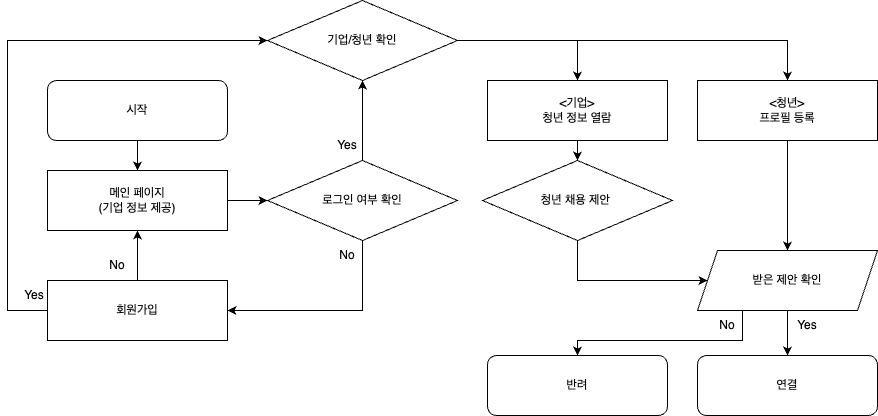 기업/청년 확인
시작
<기업>
청년 정보 열람
<청년>
프로필 등록
Yes
메인 페이지
(기업 정보 제공)
로그인 여부 확인
청년 채용 제안
No
No
Yes
회원가입
받은 제안 확인
No
Yes
반려
연결